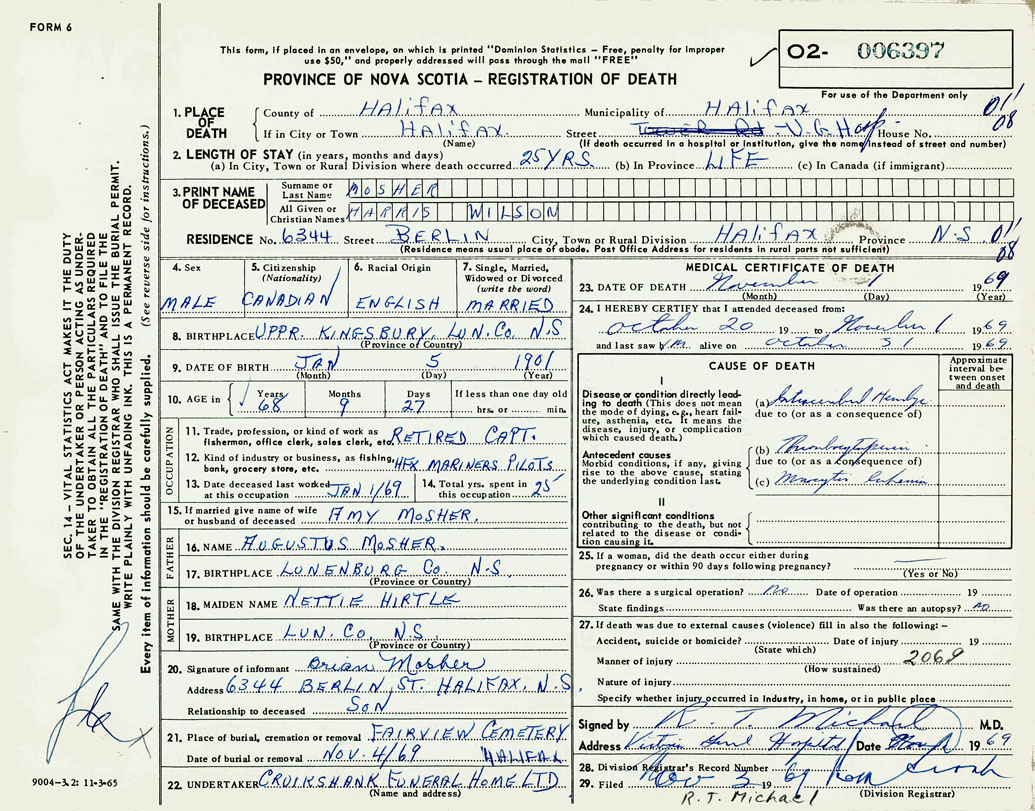 FORM 6
This form, if placed in an envelope, on which is printed "Dominion Statistics – Free, penalty for improper
use $50," and properly addressed will pass through the mail "FREE"
PROVINCE OF NOVA SCOTIA – REGISTRATION OF DEATH
O2- 006397
For use of the Department only
1. PLACE OF DEATH
County of HAlifAX Municipality of HAlifAX 01'
If in City or Town HAlifAX. Street V.G. Hosp. House No. 08
(Name) (If death occurred in a hospital or institution, give the name instead of street and number)
2. LENGTH OF STAY (in years, months and days)
(a) In City, Town or Rural Division where death occurred 25 YRS. (b) In Province LIFE (c) In Canada (if immigrant)
3. PRINT NAME OF DECEASED
Surname or Last Name MOSHER
All Given or Christian Names HARRIS WILSON
RESIDENCE No. 6344 Street BERLIN City, Town or Rural Division HALifAX Province N.S 01'
(Residence means usual place of abode. Post Office Address for residents in rural parts not sufficient) 08
4. Sex
MALE
5. Citizenship
(Nationality)
CANADIAN
6. Racial Origin
ENGLISH
7. Single, Married,
Widowed or Divorced
(write the word)
MARRIED
8. BIRTHPLACE UPPR. KINGSBURY, LUN. CO. N.S
(Province of Country)
9. DATE OF BIRTH JAN 5 1901
(Month) (Day) (Year)
10. AGE in
Years 68
Months 9
Days 27
If less than one day old
hrs. or min.
OCCUPATION
11. Trade, profession, or kind of work as
fisherman, office clerk, sales clerk, etc. RETIRED CAPT.
12. Kind of industry or business, as fishing,
bank, grocery store, etc. HFX MARINERS PILOTS
13. Date deceased last worked
at this occupation JAN 1/69
14. Total yrs. spent in
this occupation 25
15. If married give name of wife
or husband of deceased AMY MOSHER.
FATHER
16. NAME AUGUSTUS MOSHER.
17. BIRTHPLACE LUNENBURG Co. N.S.
(Province or Country)
MOTHER
18. MAIDEN NAME NETTIE HIRTLE
19. BIRTHPLACE LUN. CO. N.S.
(Province or Country)
20. Signature of informant Brian Mosher
Address 6344 BERLIN ST. HALIFAX, N.S.
Relationship to deceased SON
21. Place of burial, cremation or removal FAIRVIEW CEMETERY
Date of burial or removal NOV. 4/69 HALIFAX
22. UNDERTAKER CRUIKSHANK FUNERAL HOME LTD.
(Name and address)
MEDICAL CERTIFICATE OF DEATH
23. DATE OF DEATH November 1 1969
(Month) (Day) (Year)
24. I HEREBY CERTIFY that I attended deceased from:
October 20 19 to November 1 1969
and last saw him alive on October 31 1969
CAUSE OF DEATH
Approximate interval between onset and death
I
Disease or condition directly leading
to death (This does not mean
the mode of dying, e.g., heart failure,
asthenia, etc. It means the
disease, injury, or complication
which caused death.)
(a)
due to (or as a consequence of)
Antecedent causes
Morbid conditions, if any, giving
rise to the above cause, stating
the underlying condition last.
(b)
due to (or as a consequence of)
(c)
II
Other significant conditions
contributing to the death, but not
related to the disease or condition
causing it.
25. If a woman, did the death occur either during
pregnancy or within 90 days following pregnancy?
(Yes or No)
26. Was there a surgical operation? no Date of operation 19
State findings Was there an autopsy? no
27. If death was due to external causes (violence) fill in also the following: –
Accident, suicide or homicide? Date of injury 19
(State which)
Manner of injury 2069
(How sustained)
Nature of injury
Specify whether injury occurred in industry, in home, or in public place
Signed by R. T. Michael M.D.
Address Date 1969
28. Division Registrar's Record Number
29. Filed Nov 3 1969
R. T. Michael (Division Registrar)
SEC. 14 – VITAL STATISTICS ACT MAKES IT THE DUTY
OF THE UNDERTAKER OR PERSON ACTING AS UNDERTAKER
TO OBTAIN ALL THE PARTICULARS REQUIRED
IN THE "REGISTRATION OF DEATH" AND TO FILE THE
SAME WITH THE DIVISION REGISTRAR WHO SHALL ISSUE THE BURIAL PERMIT.
WRITE PLAINLY WITH UNFADING INK. THIS IS A PERMANENT RECORD.
Every item of information should be carefully supplied. (See reverse side for instructions.)
9004–3.2: 11-3-65